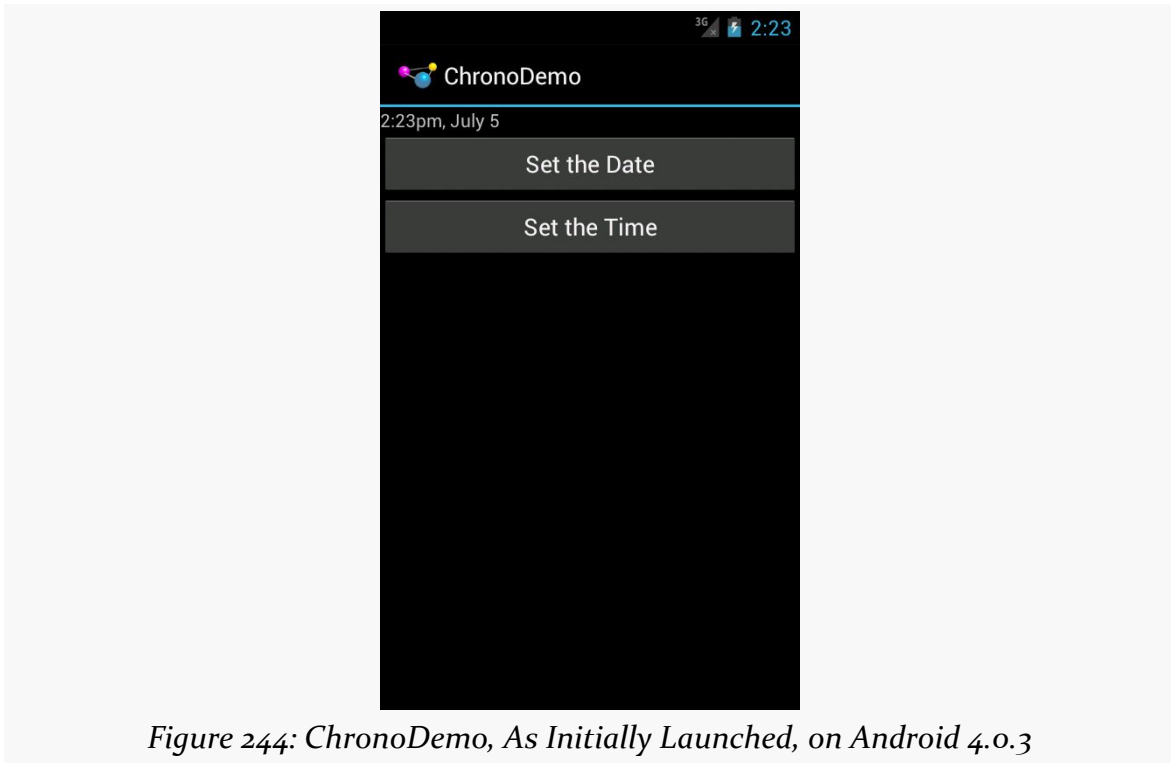 3G 2:23
ChronoDemo
2:23pm, July 5
Set the Date
Set the Time
Figure 244: ChronoDemo, As Initially Launched, on Android 4.0.3